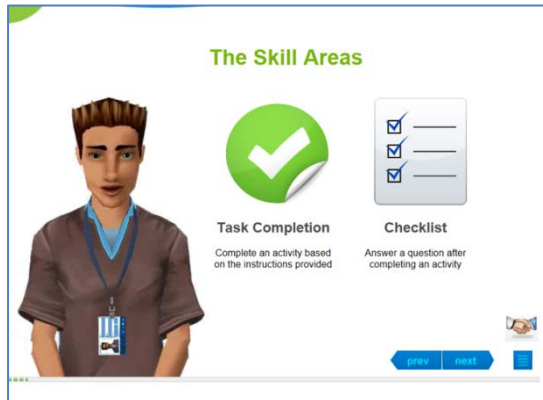 The Skill Areas
Task Completion
Complete an activity based
on the instructions provided
Checklist
Answer a question after
completing an activity
prev
next